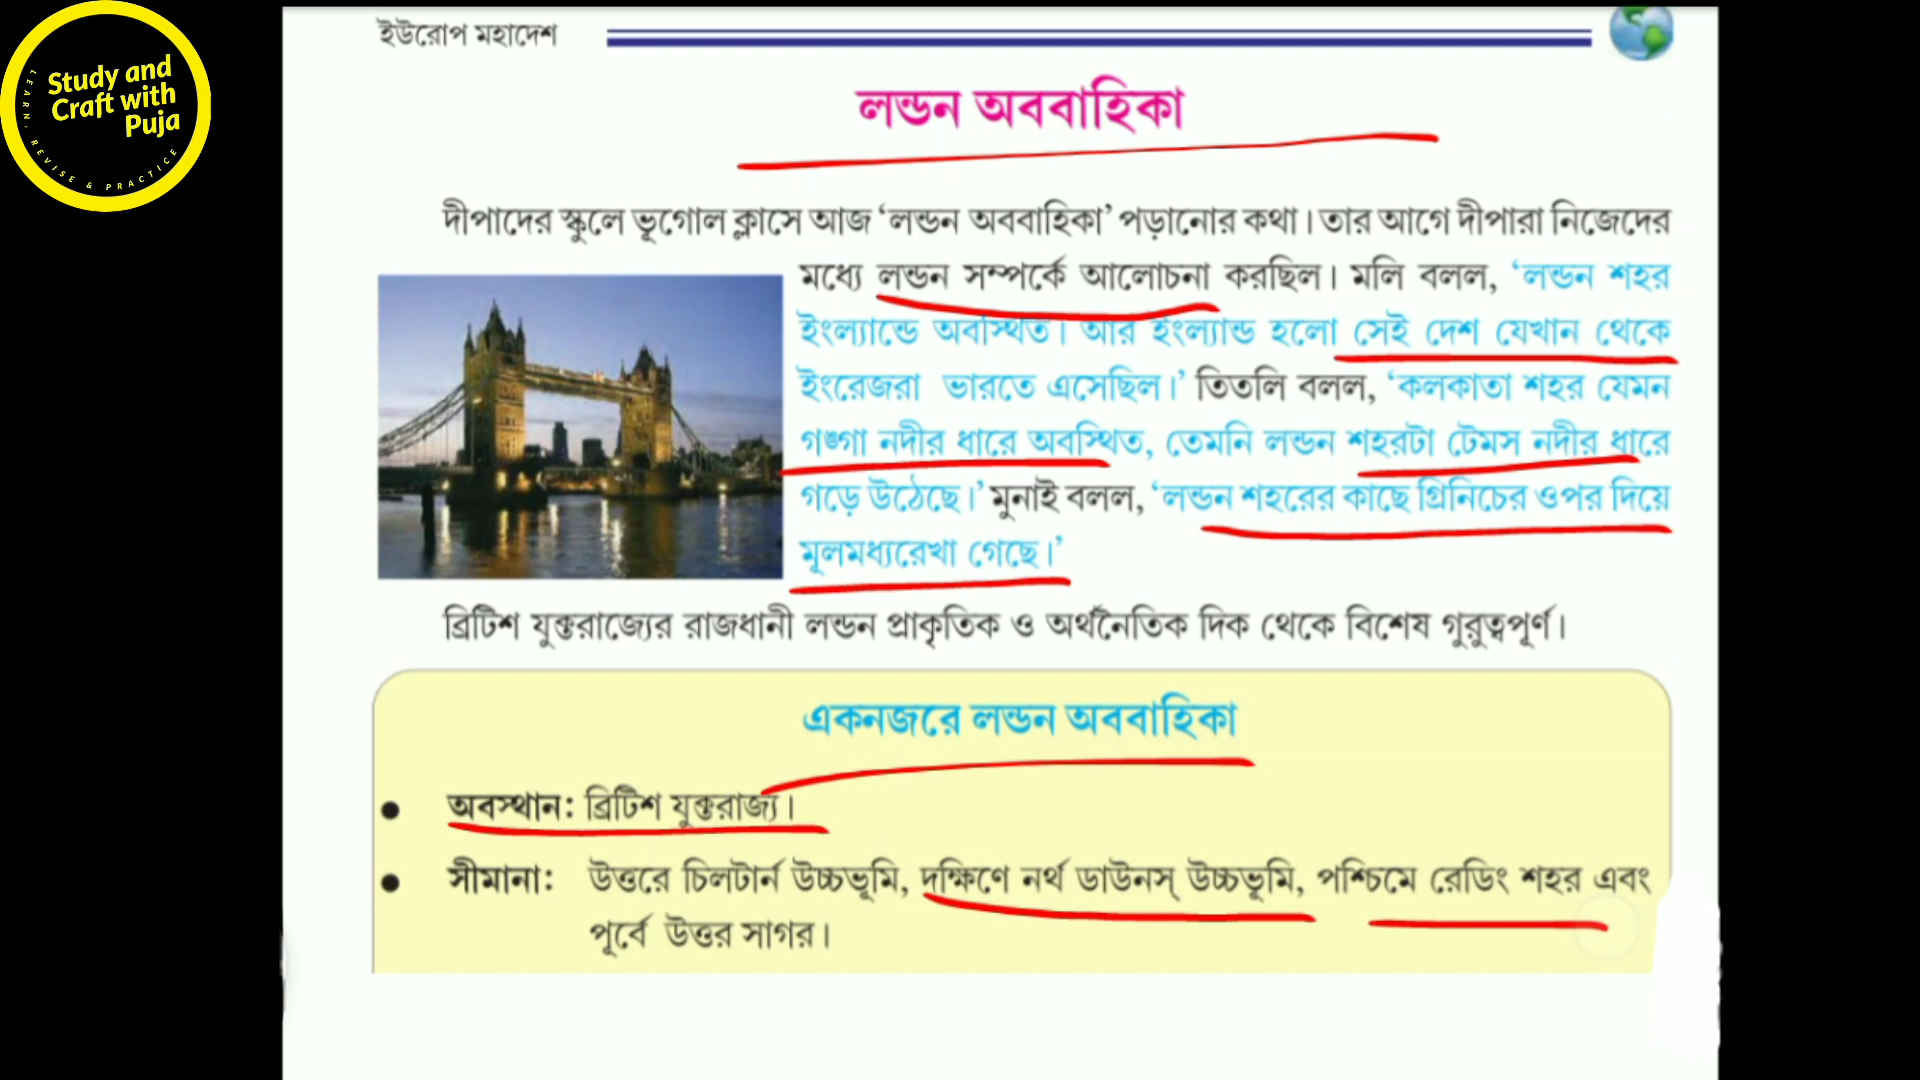 Study and
Craft with
Puja
LEARN, REVISE & PRACTICE
ইউরোপ মহাদেশ
লন্ডন অববাহিকা
দীপাদের স্কুলে ভূগোল ক্লাসে আজ ‘লন্ডন অববাহিকা’ পড়ানোর কথা। তার আগে দীপারা নিজেদের
মধ্যে লন্ডন সম্পর্কে আলোচনা করছিল। মলি বলল, ‘লন্ডন শহর
ইংল্যান্ডে অবস্থিত। আর ইংল্যান্ড হলো সেই দেশ যেখান থেকে
ইংরেজরা ভারতে এসেছিল।’ তিতলি বলল, ‘কলকাতা শহর যেমন
গঙ্গা নদীর ধারে অবস্থিত, তেমনি লন্ডন শহরটা টেমস নদীর ধারে
গড়ে উঠেছে।’ মুনাই বলল, ‘লন্ডন শহরের কাছে গ্রিনিচের ওপর দিয়ে
মূলমধ্যরেখা গেছে।’
ব্রিটিশ যুক্তরাজ্যের রাজধানী লন্ডন প্রাকৃতিক ও অর্থনৈতিক দিক থেকে বিশেষ গুরুত্বপূর্ণ।
একনজরে লন্ডন অববাহিকা
● অবস্থান: ব্রিটিশ যুক্তরাজ্য।
● সীমানা: উত্তরে চিলটার্ন উচ্চভূমি, দক্ষিণে নর্থ ডাউনস্ উচ্চভূমি, পশ্চিমে রেডিং শহর এবং
পূর্বে উত্তর সাগর।